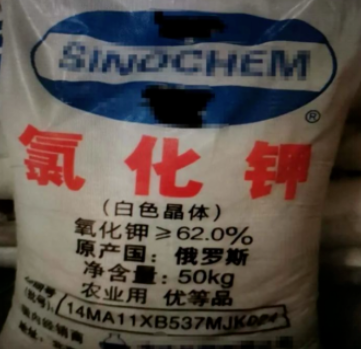 SINOCHEM
®
氯化钾
(白色晶体)
氧化钾≥62.0%
原产国：俄罗斯
净含量：50kg
农业用 优等品
14MA11XB537MJK024